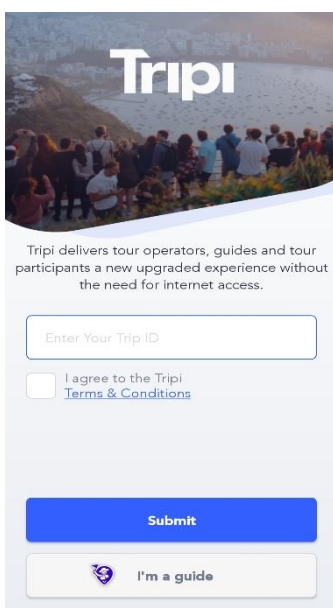 Tripi
Tripi delivers tour operators, guides and tour
participants a new upgraded experience without
the need for internet access.
Enter Your Trip ID
I agree to the Tripi
Terms & Conditions
Submit
I'm a guide